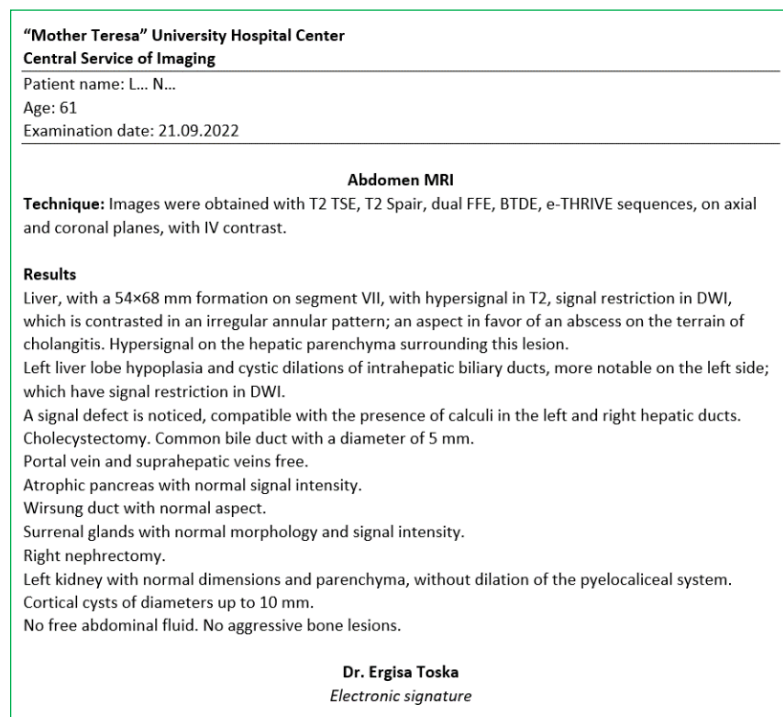 “Mother Teresa” University Hospital Center
Central Service of Imaging
Patient name: L... N...
Age: 61
Examination date: 21.09.2022
Abdomen MRI
Technique: Images were obtained with T2 TSE, T2 Spair, dual FFE, BTDE, e-THRIVE sequences, on axial
and coronal planes, with IV contrast.
Results
Liver, with a 54×68 mm formation on segment VII, with hypersignal in T2, signal restriction in DWI,
which is contrasted in an irregular annular pattern; an aspect in favor of an abscess on the terrain of
cholangitis. Hypersignal on the hepatic parenchyma surrounding this lesion.
Left liver lobe hypoplasia and cystic dilations of intrahepatic biliary ducts, more notable on the left side;
which have signal restriction in DWI.
A signal defect is noticed, compatible with the presence of calculi in the left and right hepatic ducts.
Cholecystectomy. Common bile duct with a diameter of 5 mm.
Portal vein and suprahepatic veins free.
Atrophic pancreas with normal signal intensity.
Wirsung duct with normal aspect.
Surrenal glands with normal morphology and signal intensity.
Right nephrectomy.
Left kidney with normal dimensions and parenchyma, without dilation of the pyelocaliceal system.
Cortical cysts of diameters up to 10 mm.
No free abdominal fluid. No aggressive bone lesions.
Dr. Ergisa Toska
Electronic signature